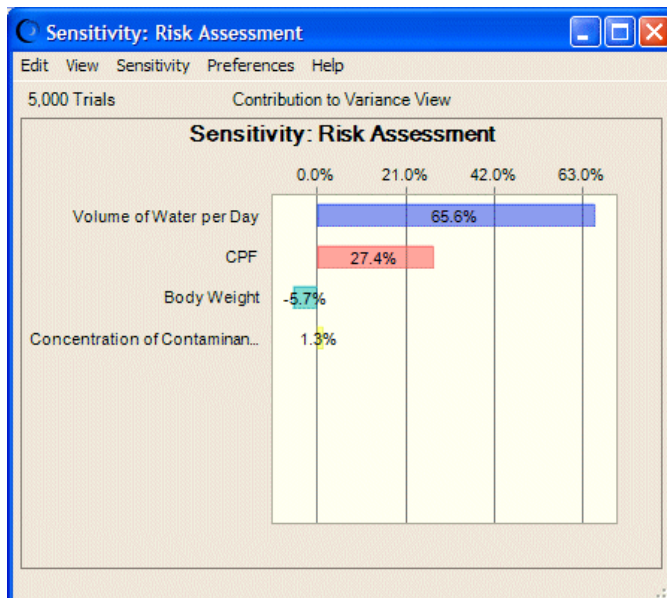 Sensitivity: Risk Assessment
Edit View Sensitivity Preferences Help
5,000 Trials Contribution to Variance View
Sensitivity: Risk Assessment
0.0% 21.0% 42.0% 63.0%
Volume of Water per Day 65.6%
CPF 27.4%
Body Weight -5.7%
Concentration of Contaminan... 1.3%